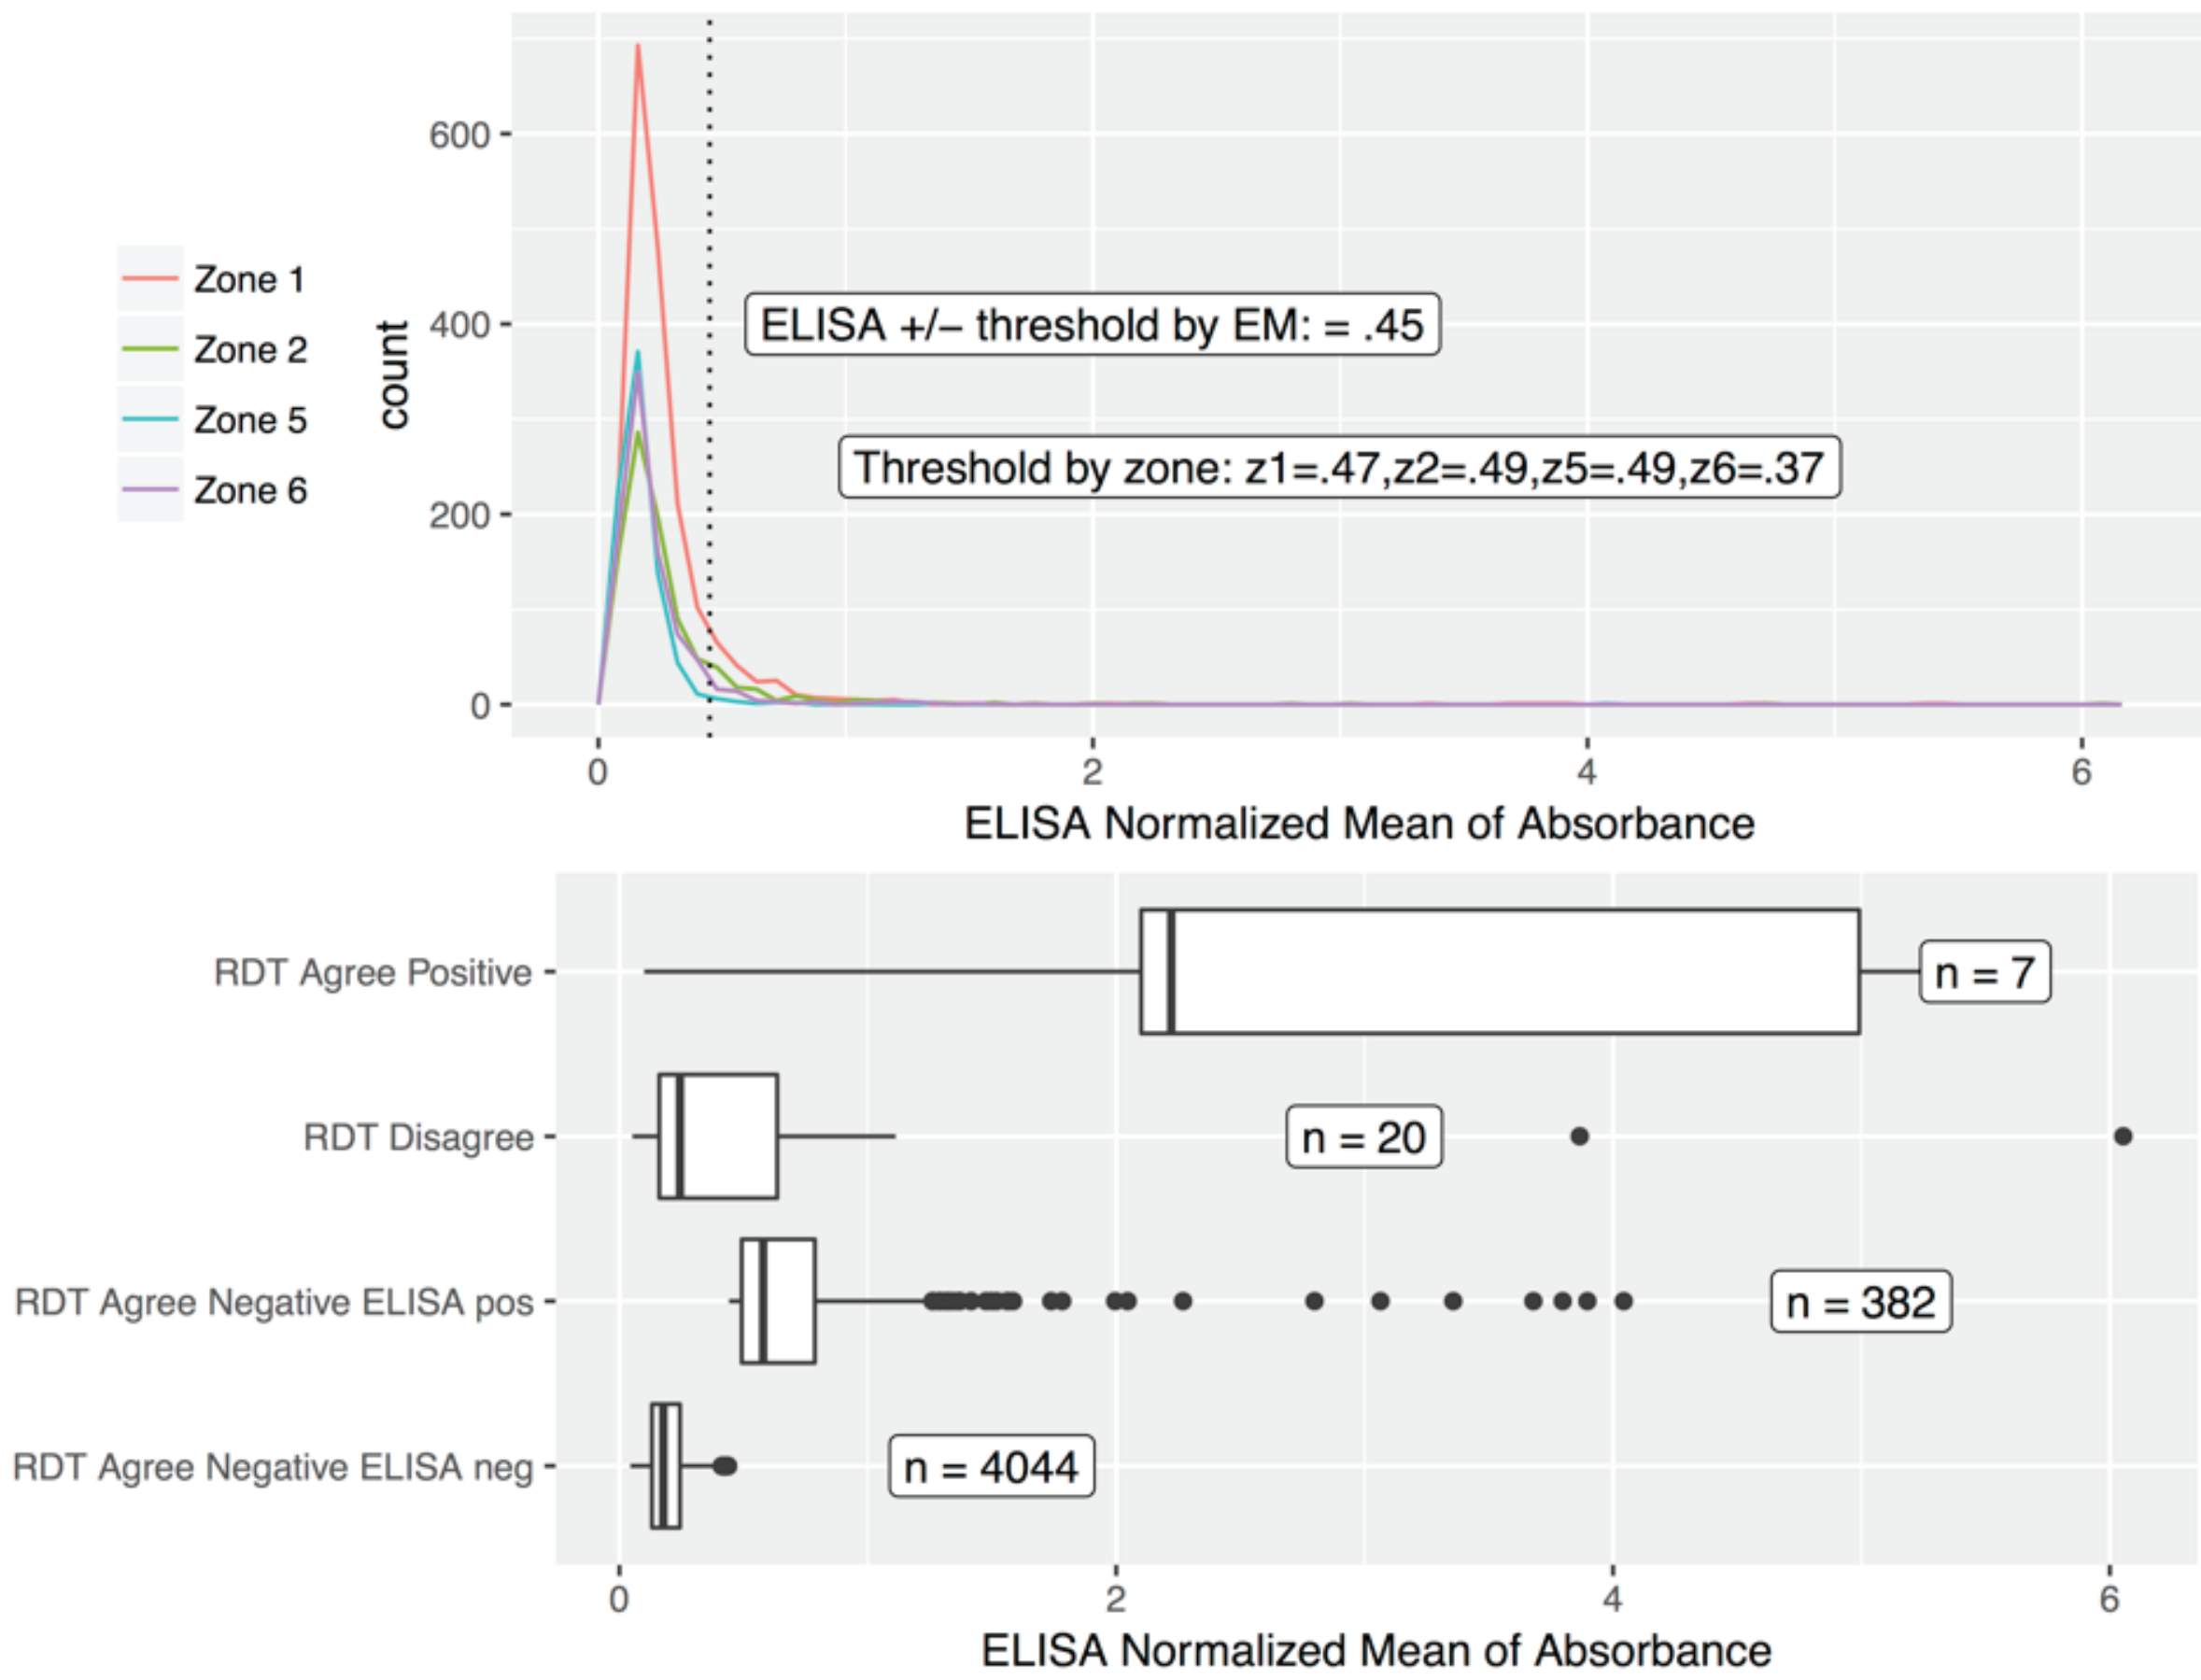 600
400
200
0
count
Zone 1
Zone 2
Zone 5
Zone 6
ELISA +/− threshold by EM: = .45
Threshold by zone: z1=.47,z2=.49,z5=.49,z6=.37
0 2 4 6
ELISA Normalized Mean of Absorbance
RDT Agree Positive
n = 7
RDT Disagree
n = 20
RDT Agree Negative ELISA pos
n = 382
RDT Agree Negative ELISA neg
n = 4044
0 2 4 6
ELISA Normalized Mean of Absorbance